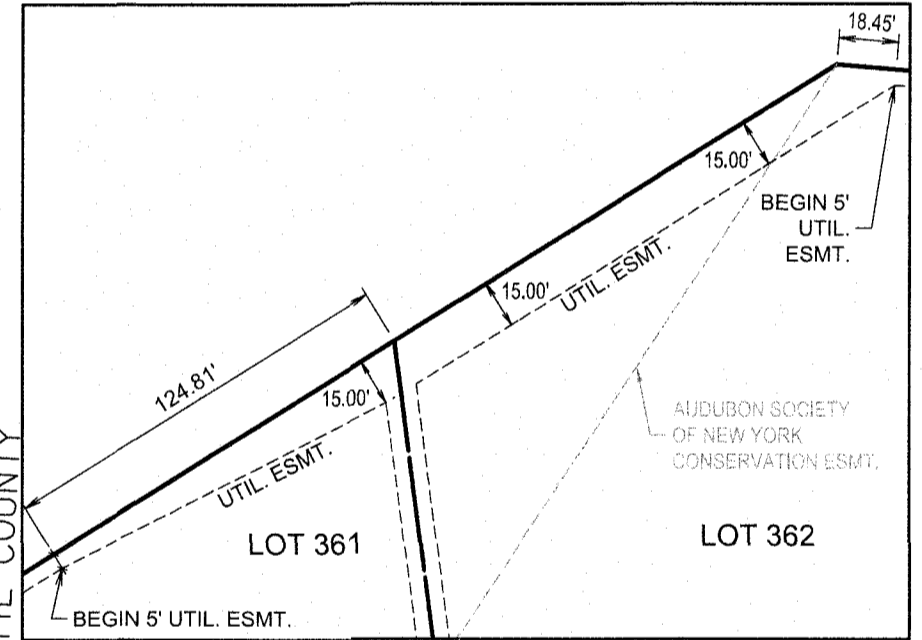 18.45'
15.00'
BEGIN 5'
UTIL.
ESMT.
UTIL. ESMT.
15.00'
124.81'
15.00'
UTIL. ESMT.
AUDUBON SOCIETY
OF NEW YORK
CONSERVATION ESMT.
LOT 361
LOT 362
BEGIN 5' UTIL. ESMT.
COUNTY